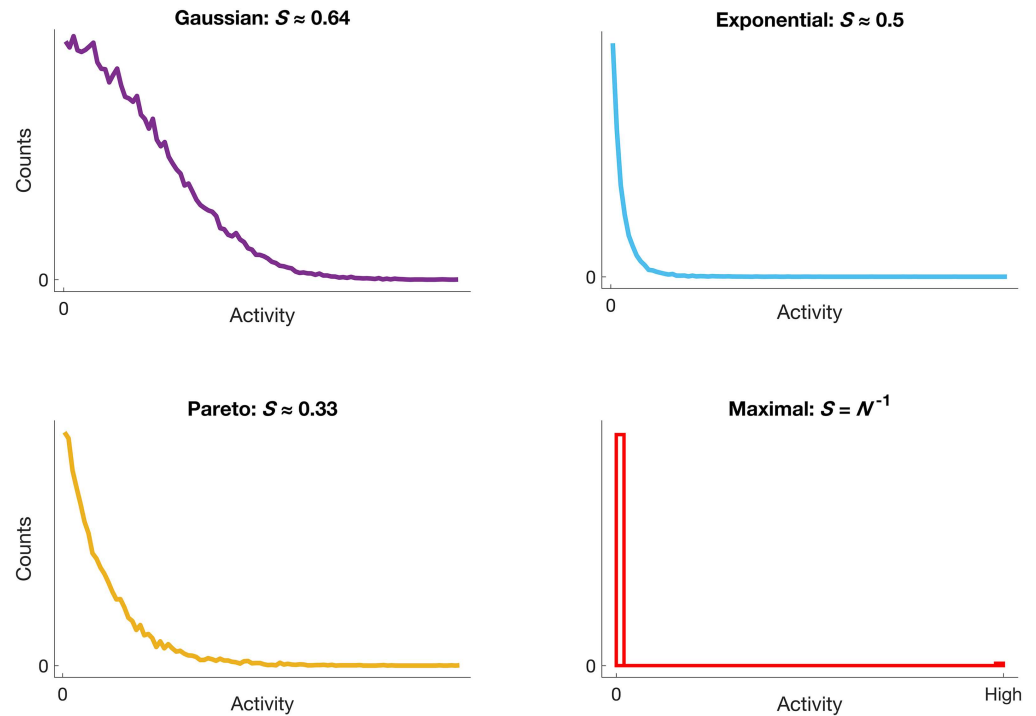 Gaussian: S ≈ 0.64
Counts
0
0
Activity
Exponential: S ≈ 0.5
0
0
Activity
Pareto: S ≈ 0.33
Counts
0
0
Activity
Maximal: S = N⁻¹
0
0
High
Activity